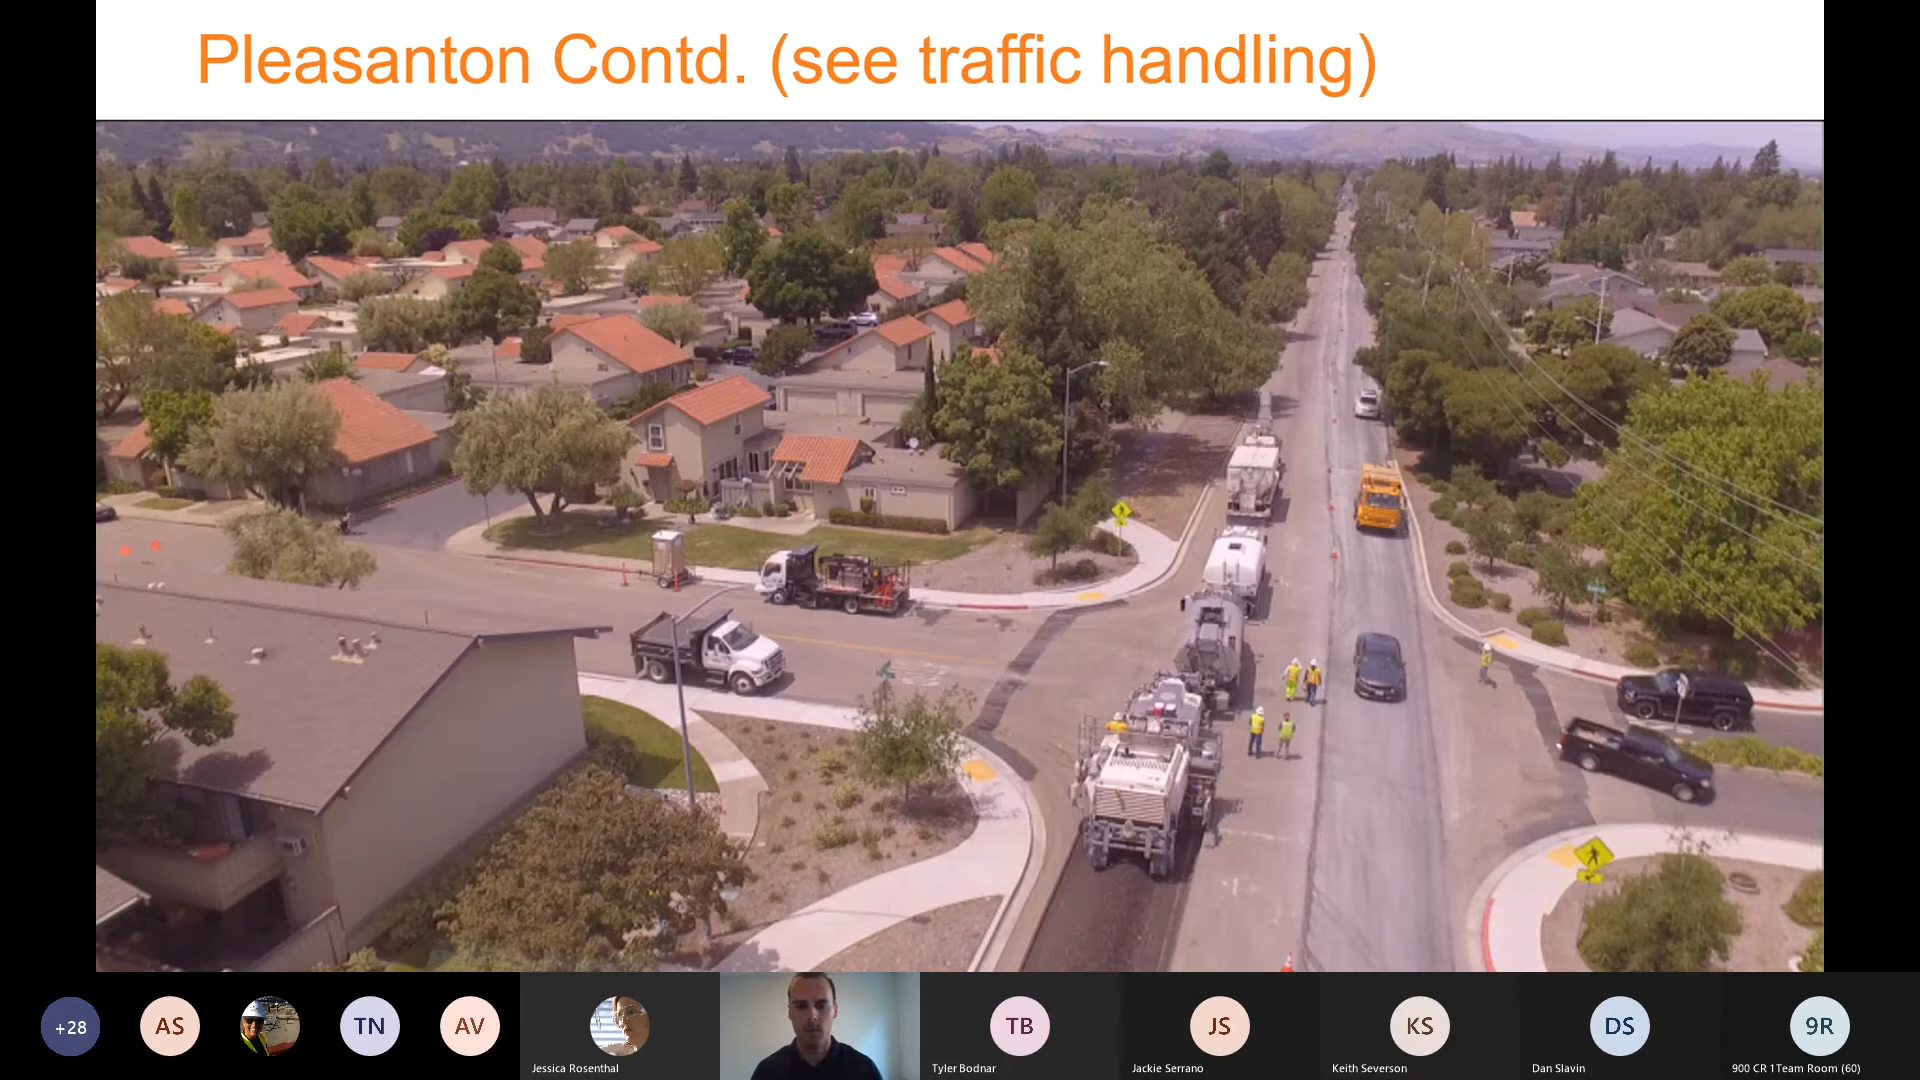 Pleasanton Contd. (see traffic handling)
+28
AS
TN
AV
TB
JS
KS
DS
9R
Jessica Rosenthal
Tyler Bodnar
Jackie Serrano
Keith Severson
Dan Slavin
900 CR 1Team Room (60)